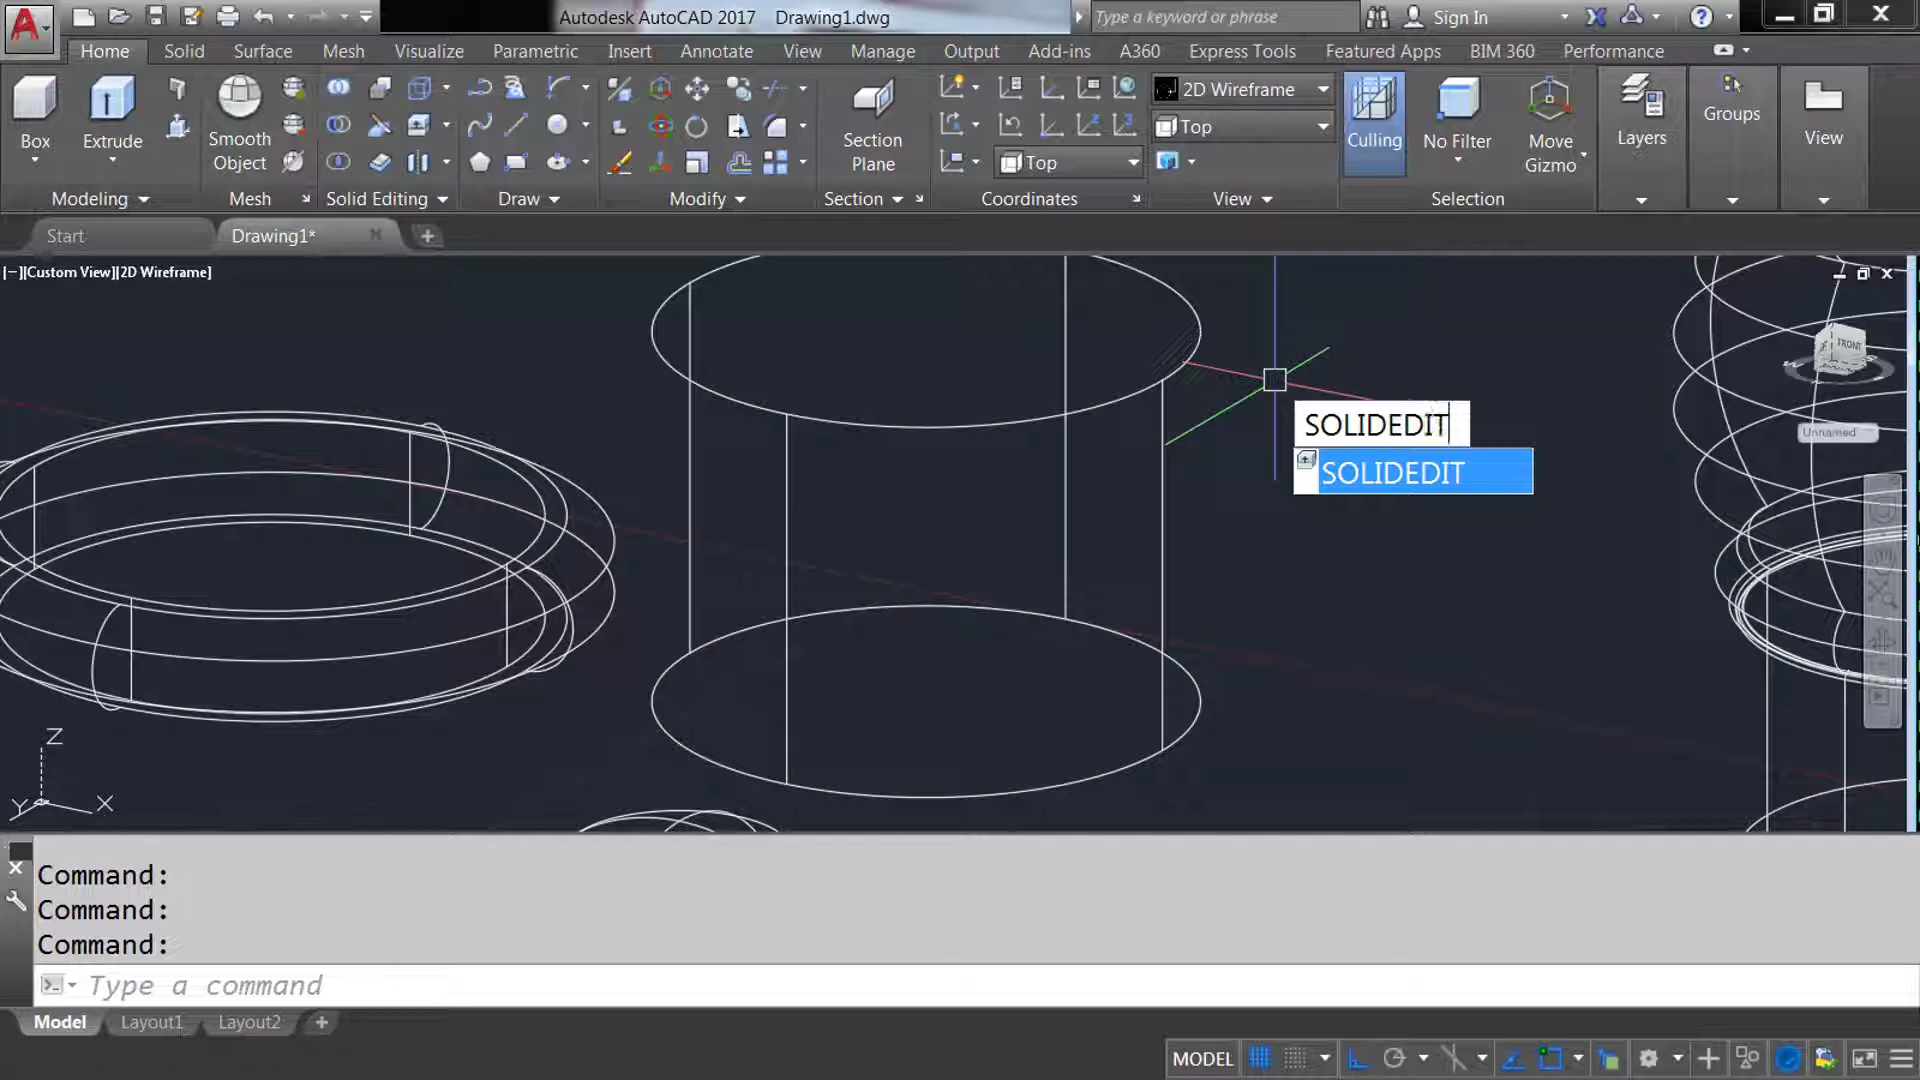 Autodesk AutoCAD 2017 Drawing1.dwg
Type a keyword or phrase
Sign In
Home Solid Surface Mesh Visualize Parametric Insert Annotate View Manage Output Add-ins A360 Express Tools Featured Apps BIM 360 Performance
Box
Extrude
Smooth
Object
Section
Plane
2D Wireframe
Top
Top
Culling
No Filter
Move
Gizmo
Layers
Groups
View
Modeling
Mesh
Solid Editing
Draw
Modify
Section
Coordinates
View
Selection
Start
Drawing1*
[−][Custom View][2D Wireframe]
FRONT
Unnamed
SOLIDEDIT
SOLIDEDIT
Z
Y
X
Command:
Command:
Command:
Type a command
Model
Layout1
Layout2
MODEL